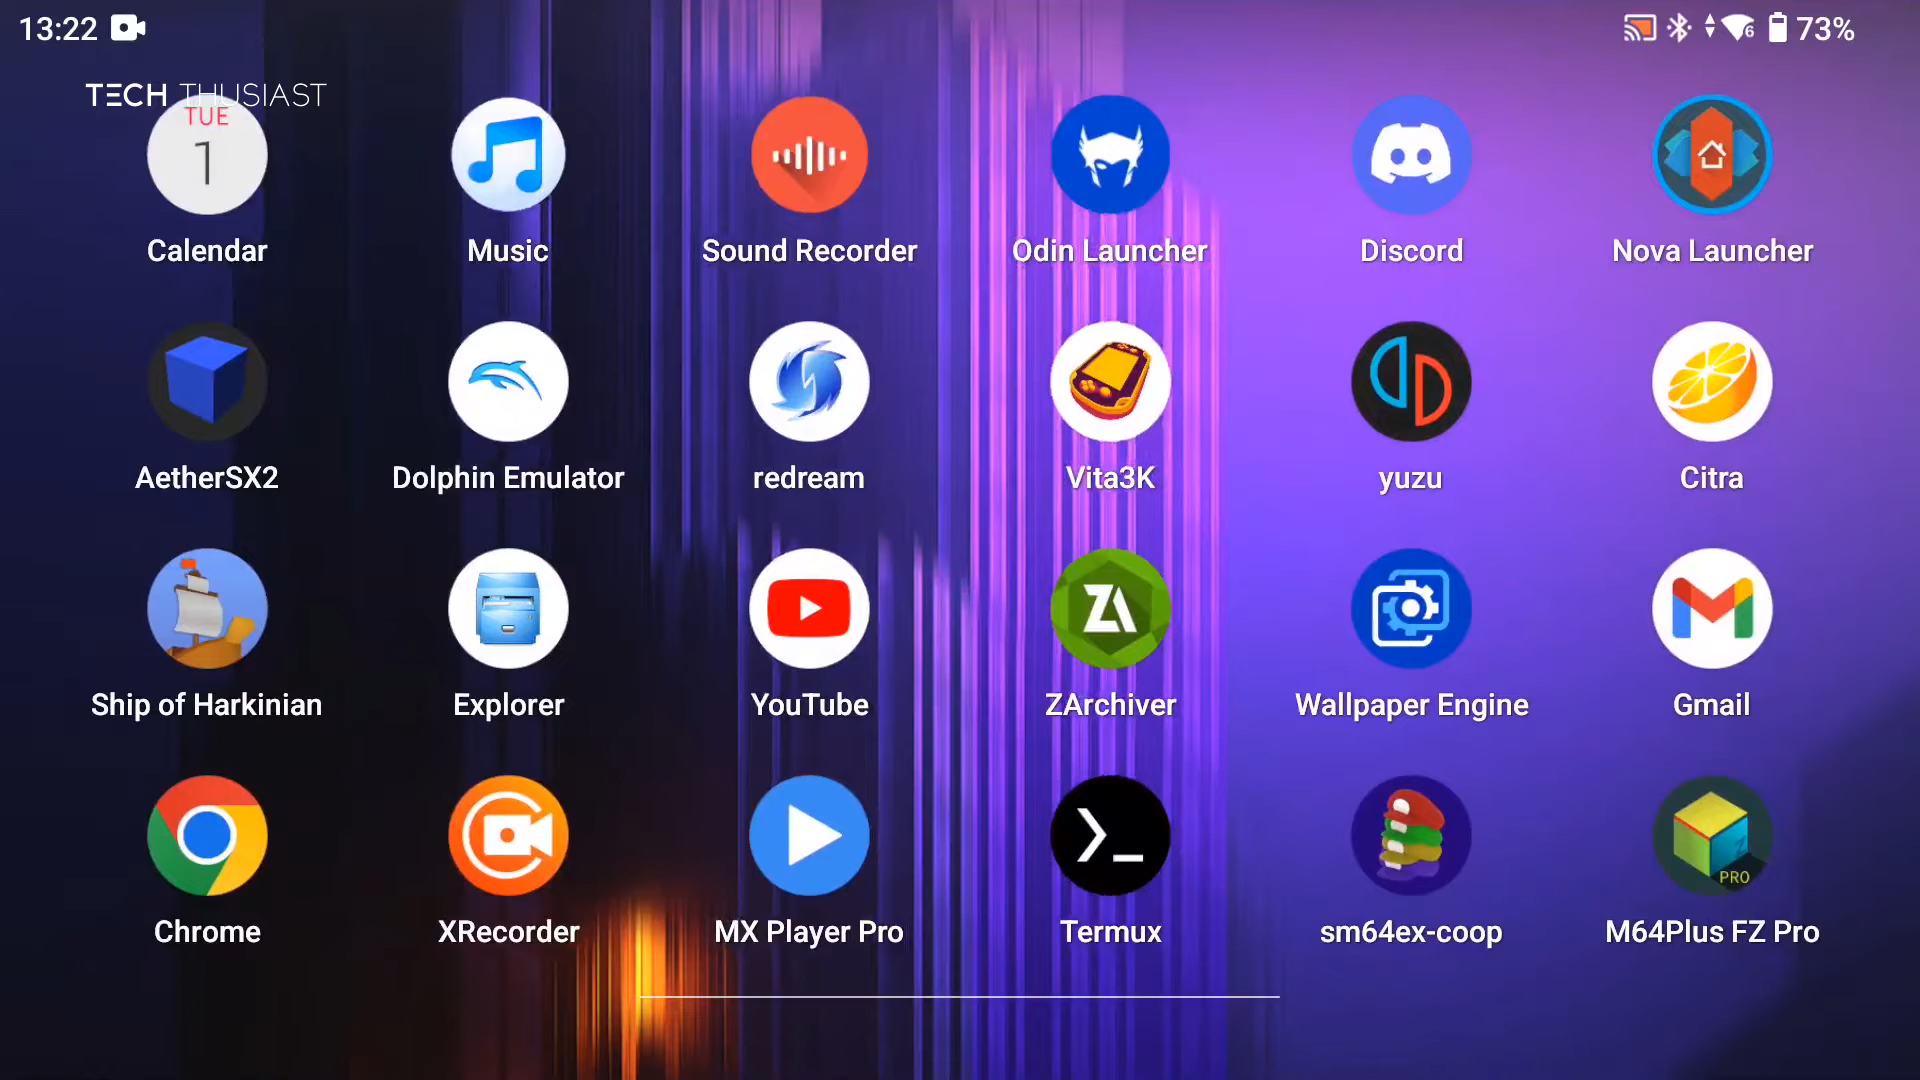 13:22
6 73%
TECH THUSIAST
TUE
1
Calendar Music Sound Recorder Odin Launcher Discord Nova Launcher
AetherSX2 Dolphin Emulator redream Vita3K yuzu Citra
ZA
Ship of Harkinian Explorer YouTube ZArchiver Wallpaper Engine Gmail
Z
PRO
Chrome XRecorder MX Player Pro Termux sm64ex-coop M64Plus FZ Pro